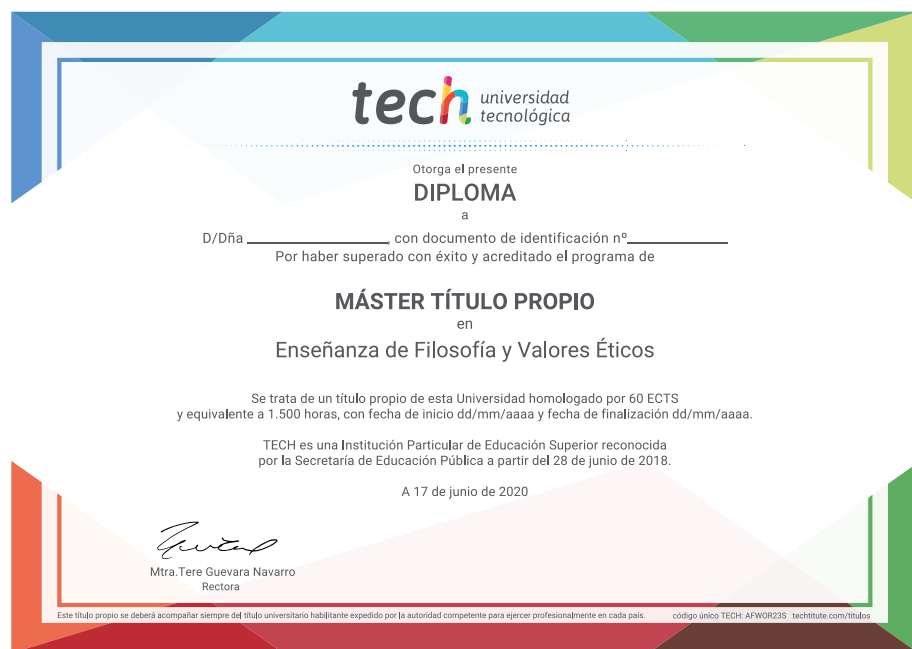 tech universidad
tecnológica
Otorga el presente
DIPLOMA
a
D/Dña ____________________, con documento de identificación nº______________
Por haber superado con éxito y acreditado el programa de
MÁSTER TÍTULO PROPIO
en
Enseñanza de Filosofía y Valores Éticos
Se trata de un título propio de esta Universidad homologado por 60 ECTS
y equivalente a 1.500 horas, con fecha de inicio dd/mm/aaaa y fecha de finalización dd/mm/aaaa.
TECH es una Institución Particular de Educación Superior reconocida
por la Secretaría de Educación Pública a partir del 28 de junio de 2018.
A 17 de junio de 2020
Mtra.Tere Guevara Navarro
Rectora
Este título propio se deberá acompañar siempre del título universitario habilitante expedido por la autoridad competente para ejercer profesionalmente en cada país. código único TECH: AFWOR23S techtitute.com/titulos